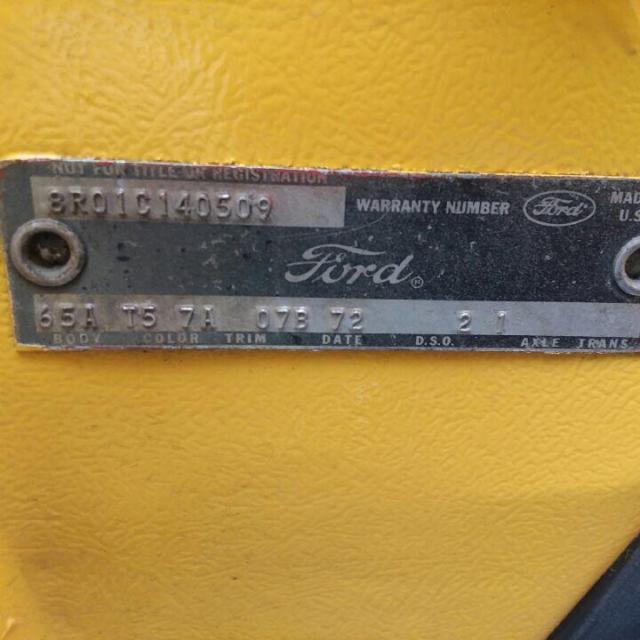 NOT FOR TITLE OR REGISTRATION
8R01C140509 WARRANTY NUMBER Ford MAD
U.S
Ford®
65A T5 7A 07B 72 2 1
BODY COLOR TRIM DATE D.S.O. AXLE TRANS